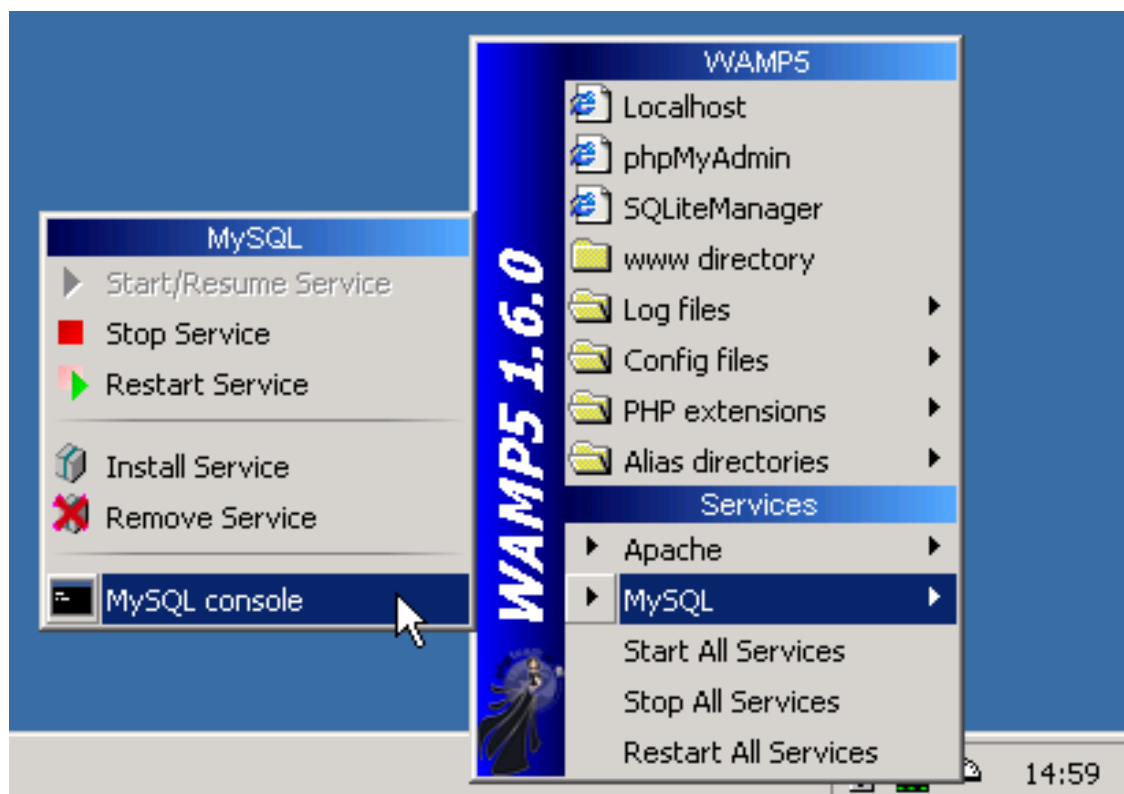 WAMP5
Localhost
phpMyAdmin
SQLiteManager
www directory
Log files
Config files
PHP extensions
Alias directories
Services
Apache
MySQL
Start All Services
Stop All Services
Restart All Services
WAMP5 1.6.0
MySQL
Start/Resume Service
Stop Service
Restart Service
Install Service
Remove Service
MySQL console
14:59